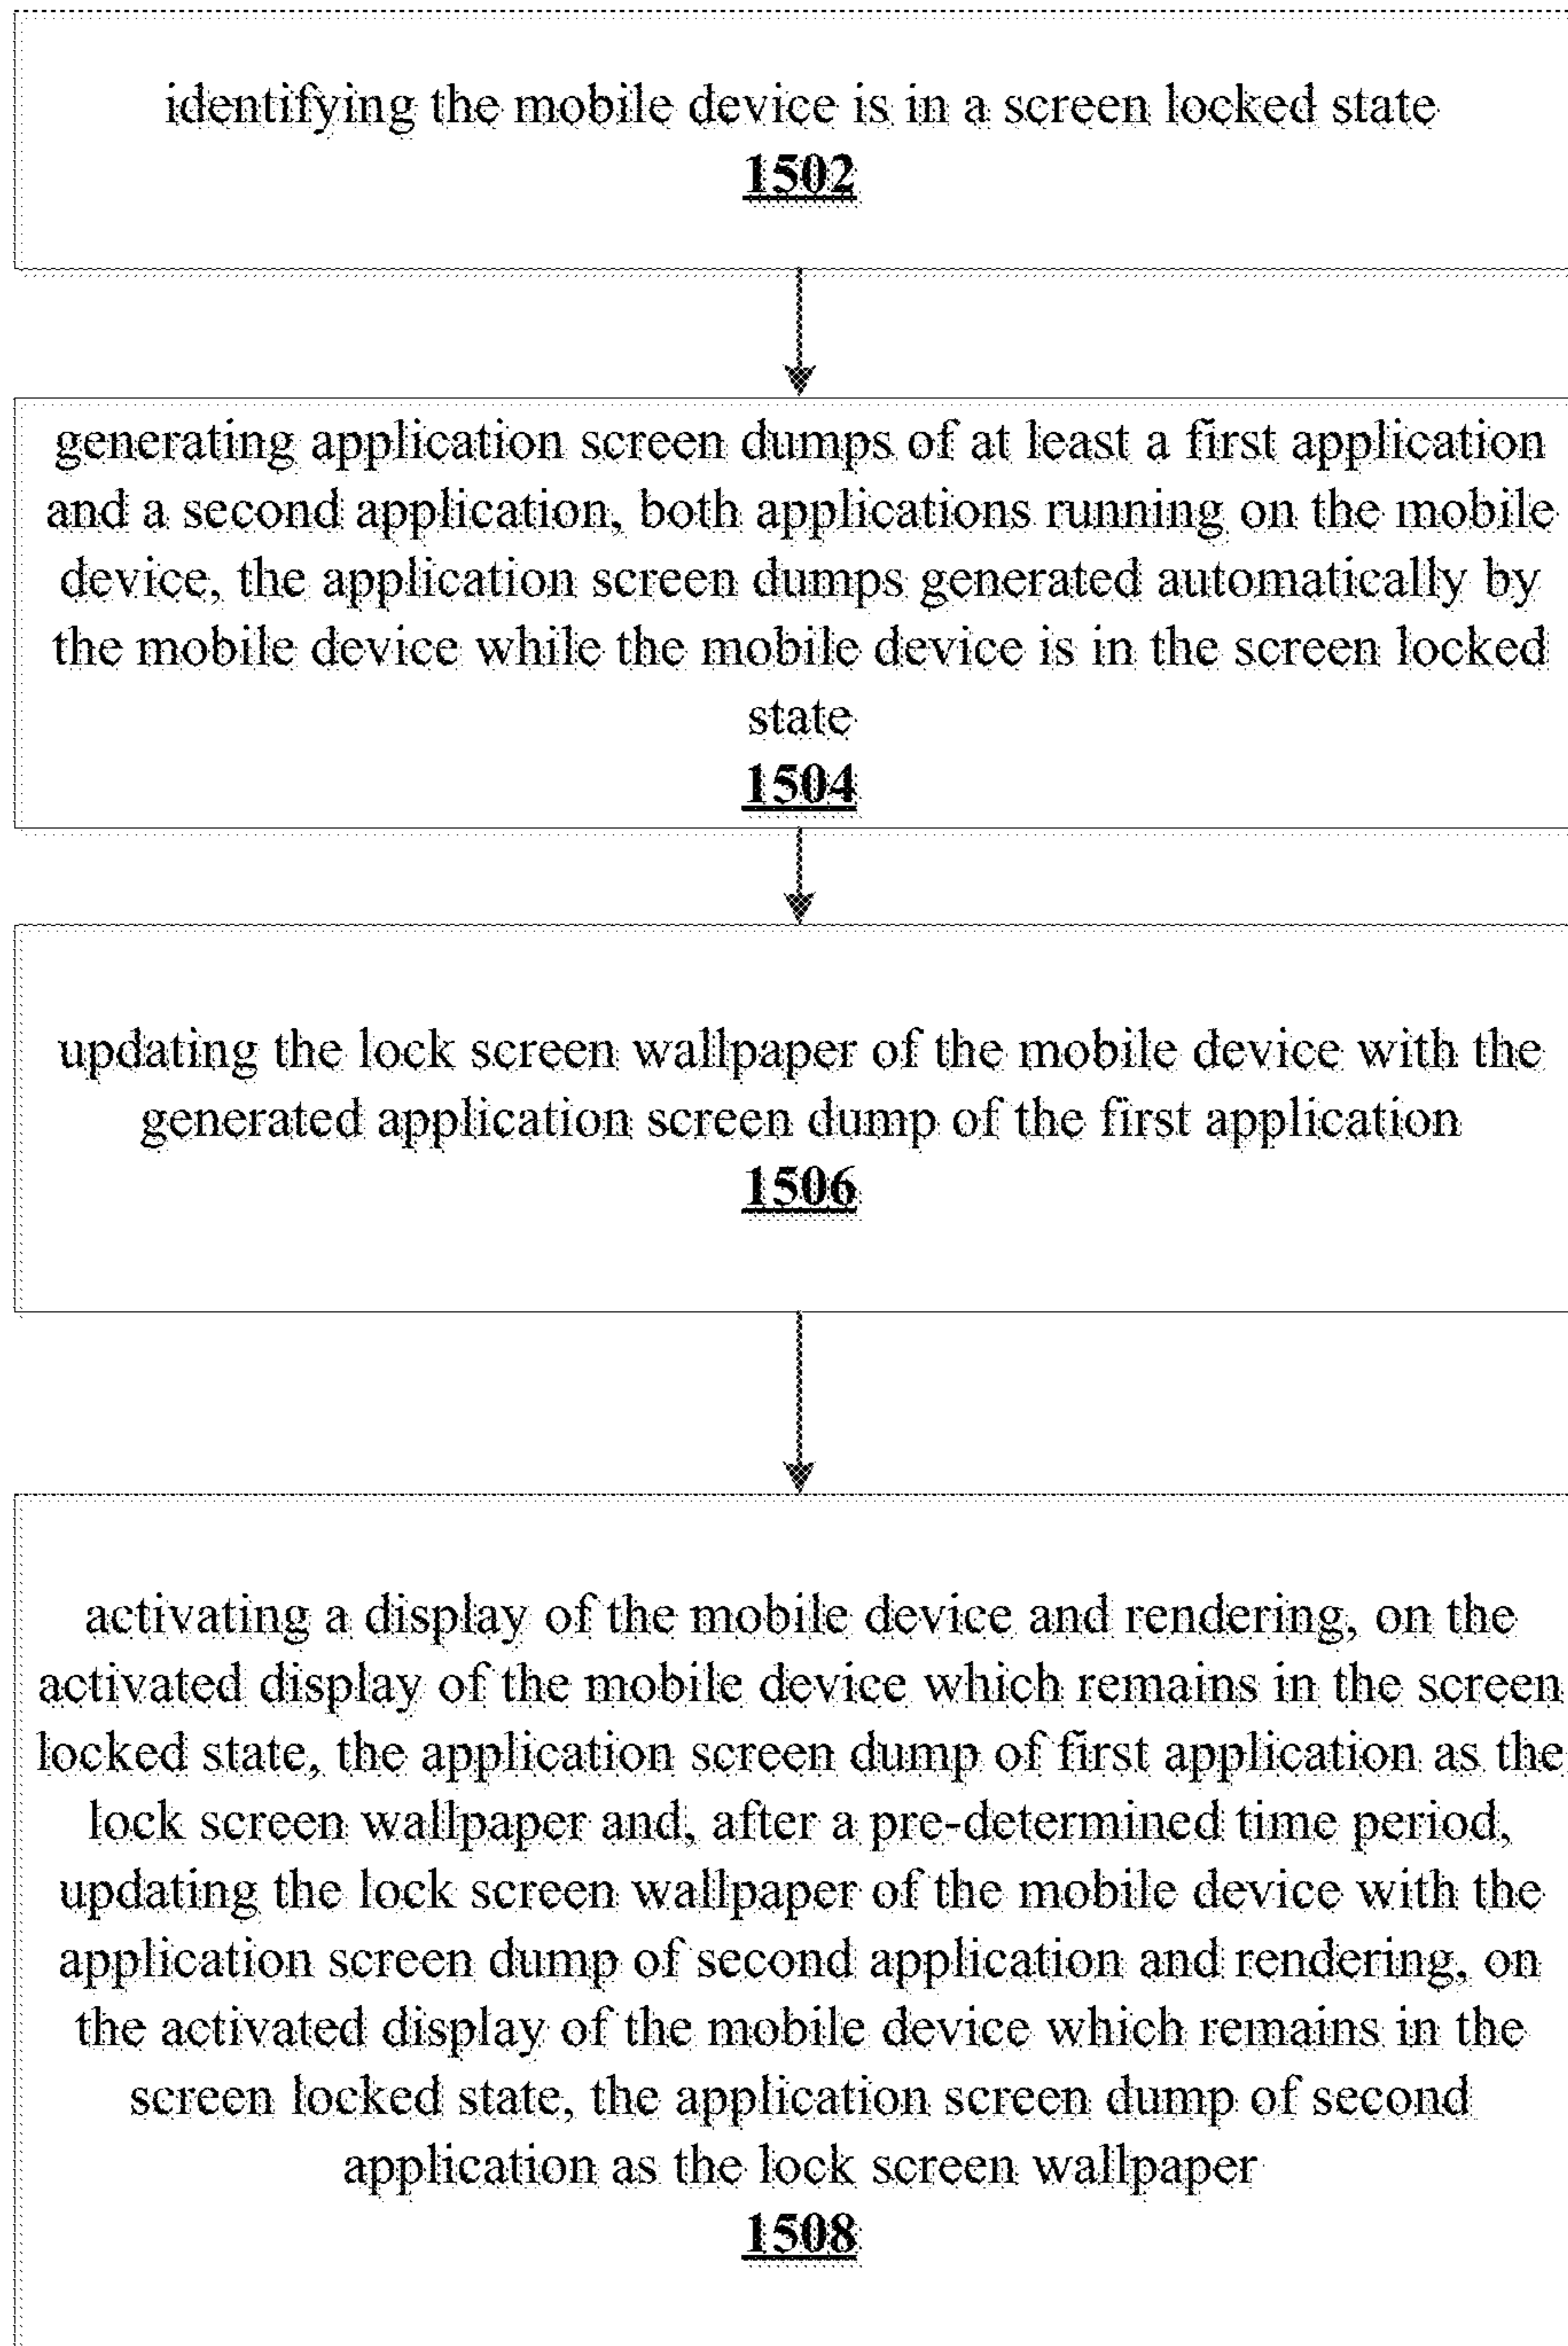 identifying the mobile device is in a screen locked state
1502
generating application screen dumps of at least a first application
and a second application, both applications running on the mobile
device, the application screen dumps generated automatically by
the mobile device while the mobile device is in the screen locked
state
1504
updating the lock screen wallpaper of the mobile device with the
generated application screen dump of the first application
1506
activating a display of the mobile device and rendering, on the
activated display of the mobile device which remains in the screen
locked state, the application screen dump of first application as the
lock screen wallpaper and, after a pre-determined time period,
updating the lock screen wallpaper of the mobile device with the
application screen dump of second application and rendering, on
the activated display of the mobile device which remains in the
screen locked state, the application screen dump of second
application as the lock screen wallpaper
1508